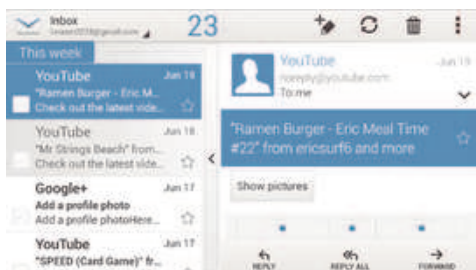 Inbox
23
This week
YouTube Jun 19
"Ramen Burger - Eric M...
Check out the latest vide...
YouTube Jun 18
"Mr Strings Beach" from...
Check out the latest vide...
Google+ Jun 17
Add a profile photo
Add a profile photoHere...
YouTube Jun 17
"SPEED (Card Game)" fr...
YouTube Jun 19
noreply@youtube.com
To: me
"Ramen Burger - Eric Meal Time
#22" from ericsurf6 and more
Show pictures
REPLY
REPLY ALL
FORWARD